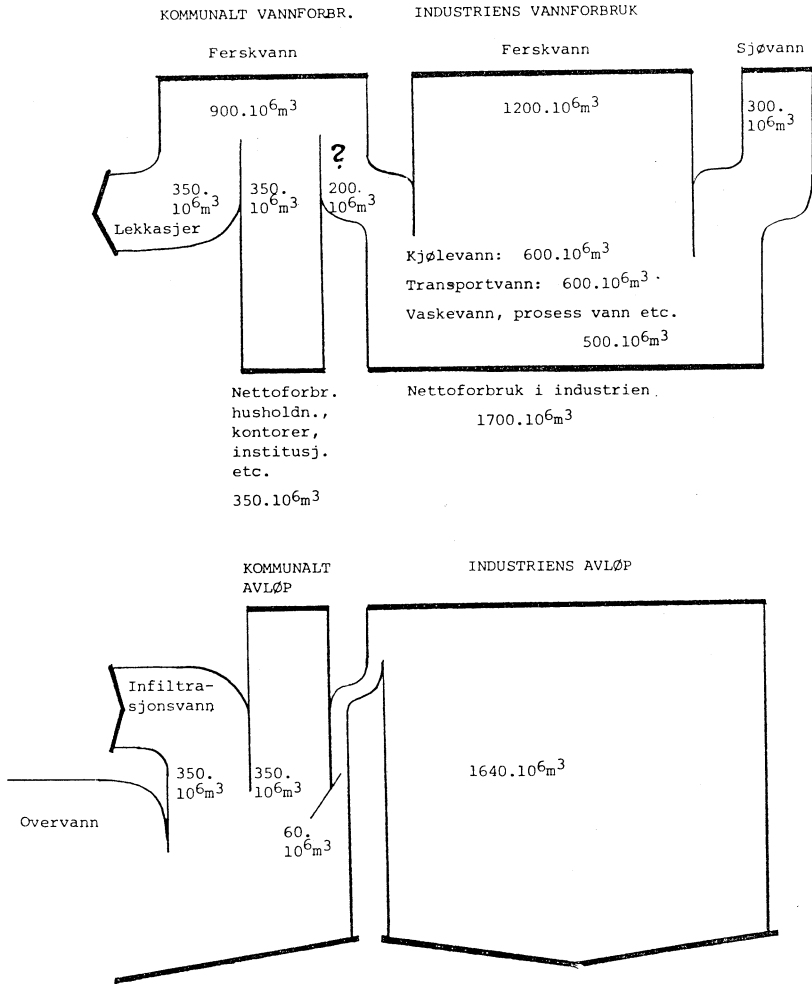 KOMMUNALT VANNFORBR. INDUSTRIENS VANNFORBRUK
Ferskvann Ferskvann Sjøvann
900.10⁶m³ 1200.10⁶m³ 300.
10⁶m³
?
350. 350. 200.
10⁶m³ 10⁶m³ 10⁶m³
Lekkasjer
Kjølevann: 600.10⁶m³
Transportvann: 600.10⁶m³
Vaskevann, prosess vann etc.
500.10⁶m³
Nettoforbr.
husholdn.,
kontorer,
institusj.
etc.
350.10⁶m³
Nettoforbruk i industrien
1700.10⁶m³
KOMMUNALT
AVLØP
INDUSTRIENS AVLØP
Infiltra-
sjonsvann
350. 350.
10⁶m³ 10⁶m³
1640.10⁶m³
Overvann
60.
10⁶m³